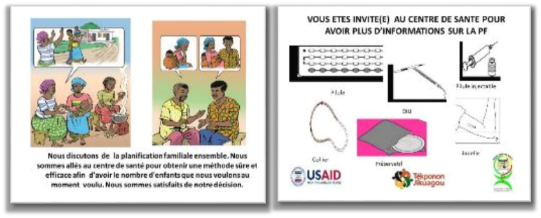 Nous discutons de la planification familiale ensemble. Nous
sommes allés au centre de santé pour obtenir une méthode sûre et
efficace afin d'avoir le nombre d'enfants que nous voulons au
moment voulu. Nous sommes satisfaits de notre décision.
VOUS ETES INVITE(E) AU CENTRE DE SANTE POUR
AVOIR PLUS D'INFORMATIONS SUR LA PF
Pilule
DIU
Pilule injectable
Collier
Préservatif
Jadelle
USAID
Tékponon
Jikuagou